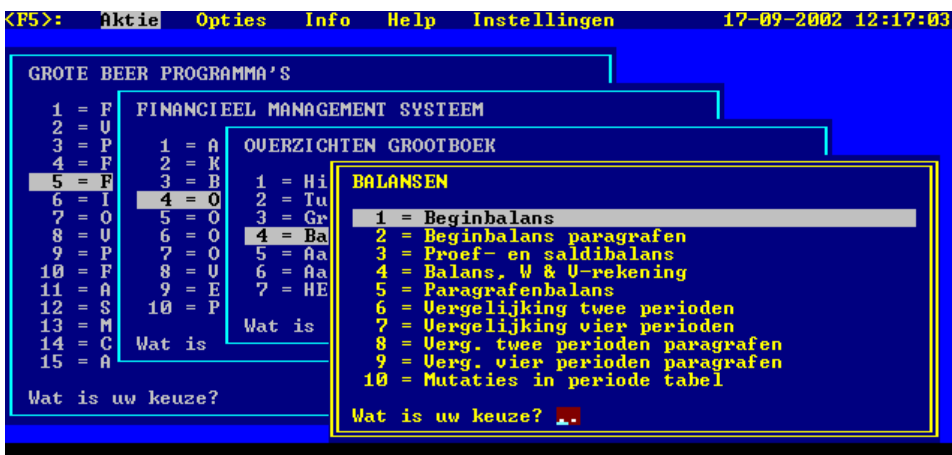 <F5>: Aktie Opties Info Help Instellingen 17-09-2002 12:17:03
GROTE BEER PROGRAMMA'S
1 = F
2 = V
3 = P
4 = F
5 = F
6 = I
7 = O
8 = V
9 = P
10 = F
11 = A
12 = S
13 = M
14 = C
15 = A
Wat is uw keuze?
FINANCIEEL MANAGEMENT SYSTEEM
1 = A
2 = K
3 = B
4 = O
5 = O
6 = O
7 = O
8 = V
9 = E
10 = P
Wat is
OVERZICHTEN GROOTBOEK
1 = Hi
2 = Tu
3 = Gr
4 = Ba
5 = Aa
6 = Aa
7 = HE
Wat is
BALANSEN
1 = Beginbalans
2 = Beginbalans paragrafen
3 = Proef- en saldibalans
4 = Balans, W & V-rekening
5 = Paragrafenbalans
6 = Vergelijking twee perioden
7 = Vergelijking vier perioden
8 = Verg. twee perioden paragrafen
9 = Verg. vier perioden paragrafen
10 = Mutaties in periode tabel
Wat is uw keuze? ..